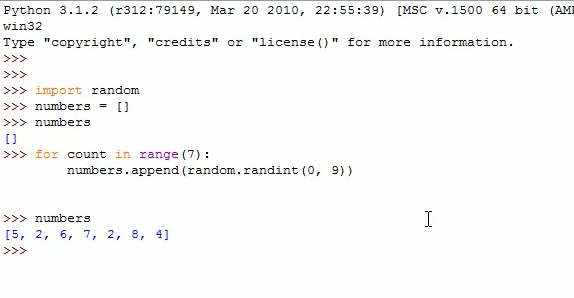 Python 3.1.2 (r312:79149, Mar 20 2010, 22:55:39) [MSC v.1500 64 bit (AM
win32
Type "copyright", "credits" or "license()" for more information.
>>>
>>>
>>> import random
>>> numbers = []
>>> numbers
[]
>>> for count in range(7):
        numbers.append(random.randint(0, 9))
>>> numbers
[5, 2, 6, 7, 2, 8, 4]
>>>